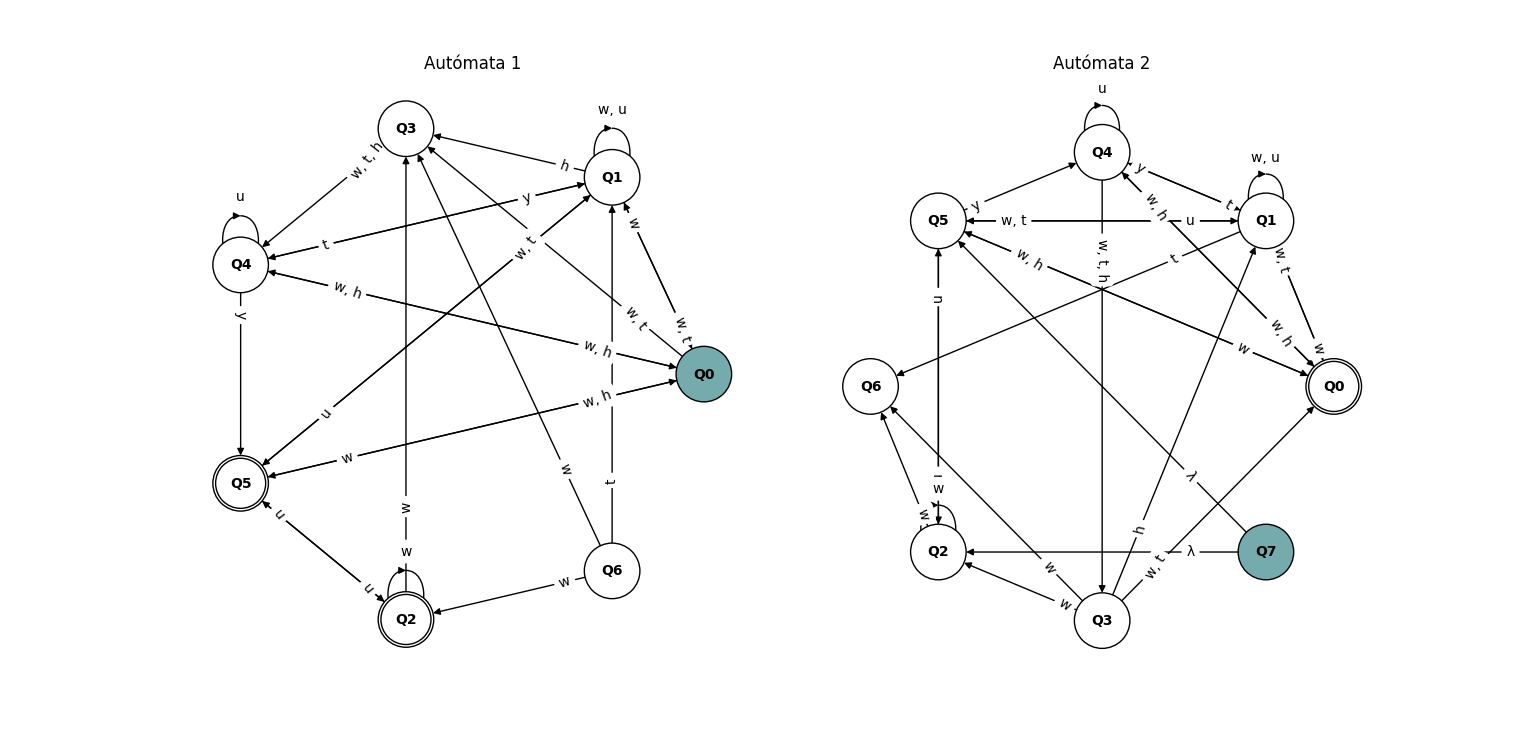 Autómata 1
w, u
Q3
h
Q1
w, t, h
u
y
w
t
w, t
Q4
w, h
w, t
w, t
y
w, h
Q0
w, h
u
w
w
Q5
t
w
u
w
u
w
Q6
Q2
Autómata 2
u
Q4
w, u
y
y
t
w, h
Q5
w, t
u
Q1
w, t, h
w, h
t
w, t
u
w, h
w
w,
Q6
Q0
λ
w
w
h
Q2
λ
Q7
w
w, t
w
Q3